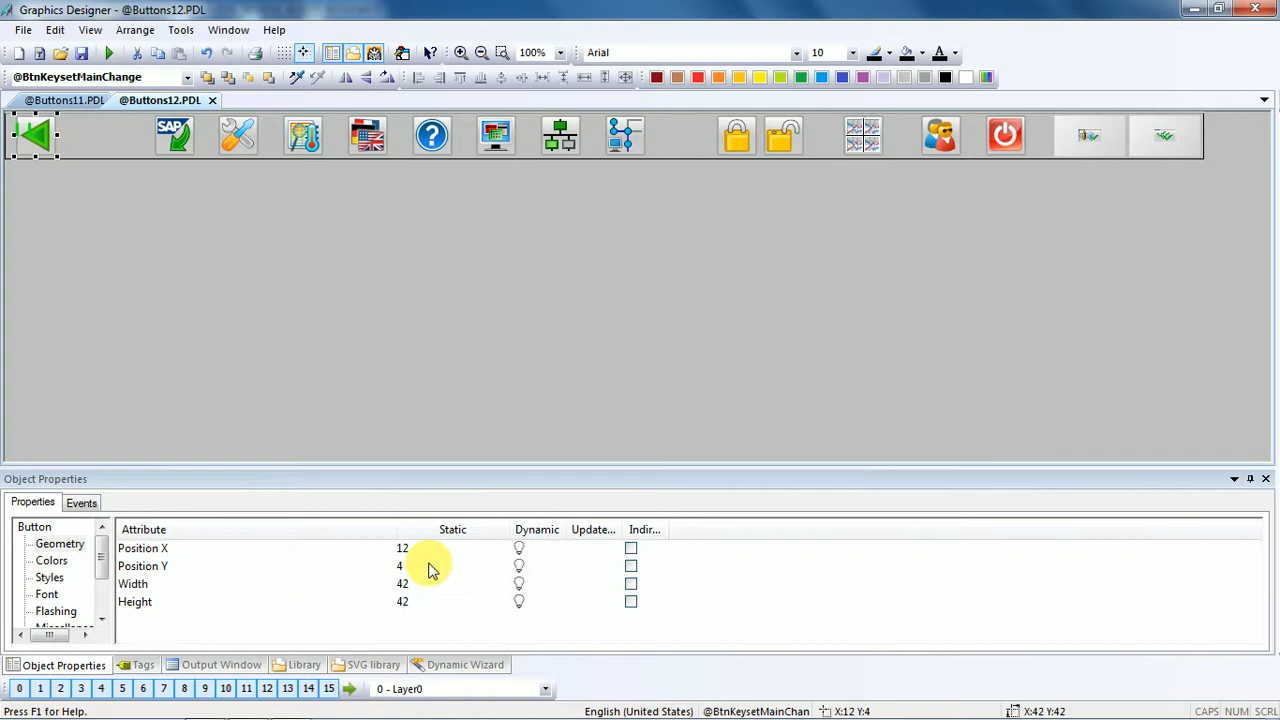 Graphics Designer - @Buttons12.PDL
File Edit View Arrange Tools Window Help
100% Arial 10 A
@BtnKeysetMainChange
@Buttons11.PDL @Buttons12.PDL
SAP
Object Properties
Properties Events
Button
Geometry
Colors
Styles
Font
Flashing
Attribute Static Dynamic Update... Indir...
Position X 12
Position Y 4
Width 42
Height 42
Object Properties Tags Output Window Library SVG library Dynamic Wizard
0 1 2 3 4 5 6 7 8 9 10 11 12 13 14 15 0 - Layer0
Press F1 for Help. English (United States) @BtnKeysetMainChan X:12 Y:4 X:42 Y:42 CAPS NUM SCRL